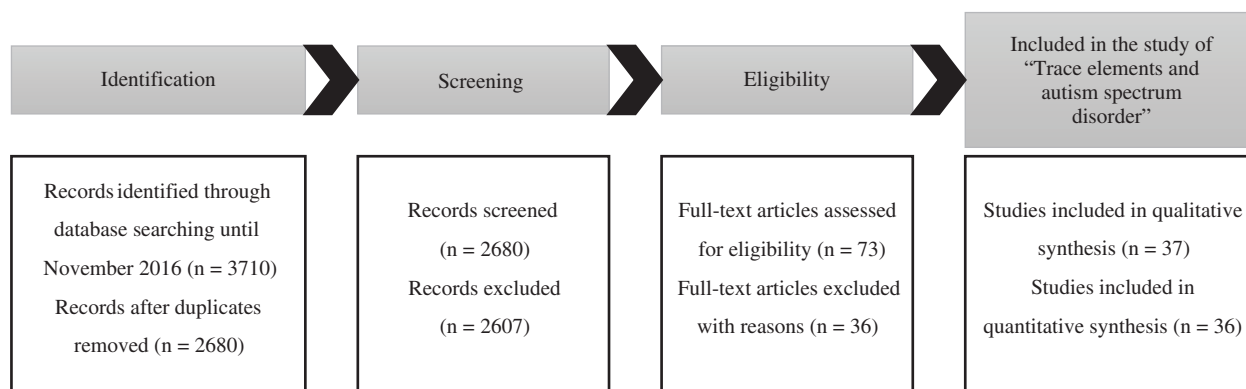 Identification
Screening
Eligibility
Included in the study of
“Trace elements and
autism spectrum
disorder”
Records identified through
database searching until
November 2016 (n = 3710)
Records after duplicates
removed (n = 2680)
Records screened
(n = 2680)
Records excluded
(n = 2607)
Full-text articles assessed
for eligibility (n = 73)
Full-text articles excluded
with reasons (n = 36)
Studies included in qualitative
synthesis (n = 37)
Studies included in
quantitative synthesis (n = 36)